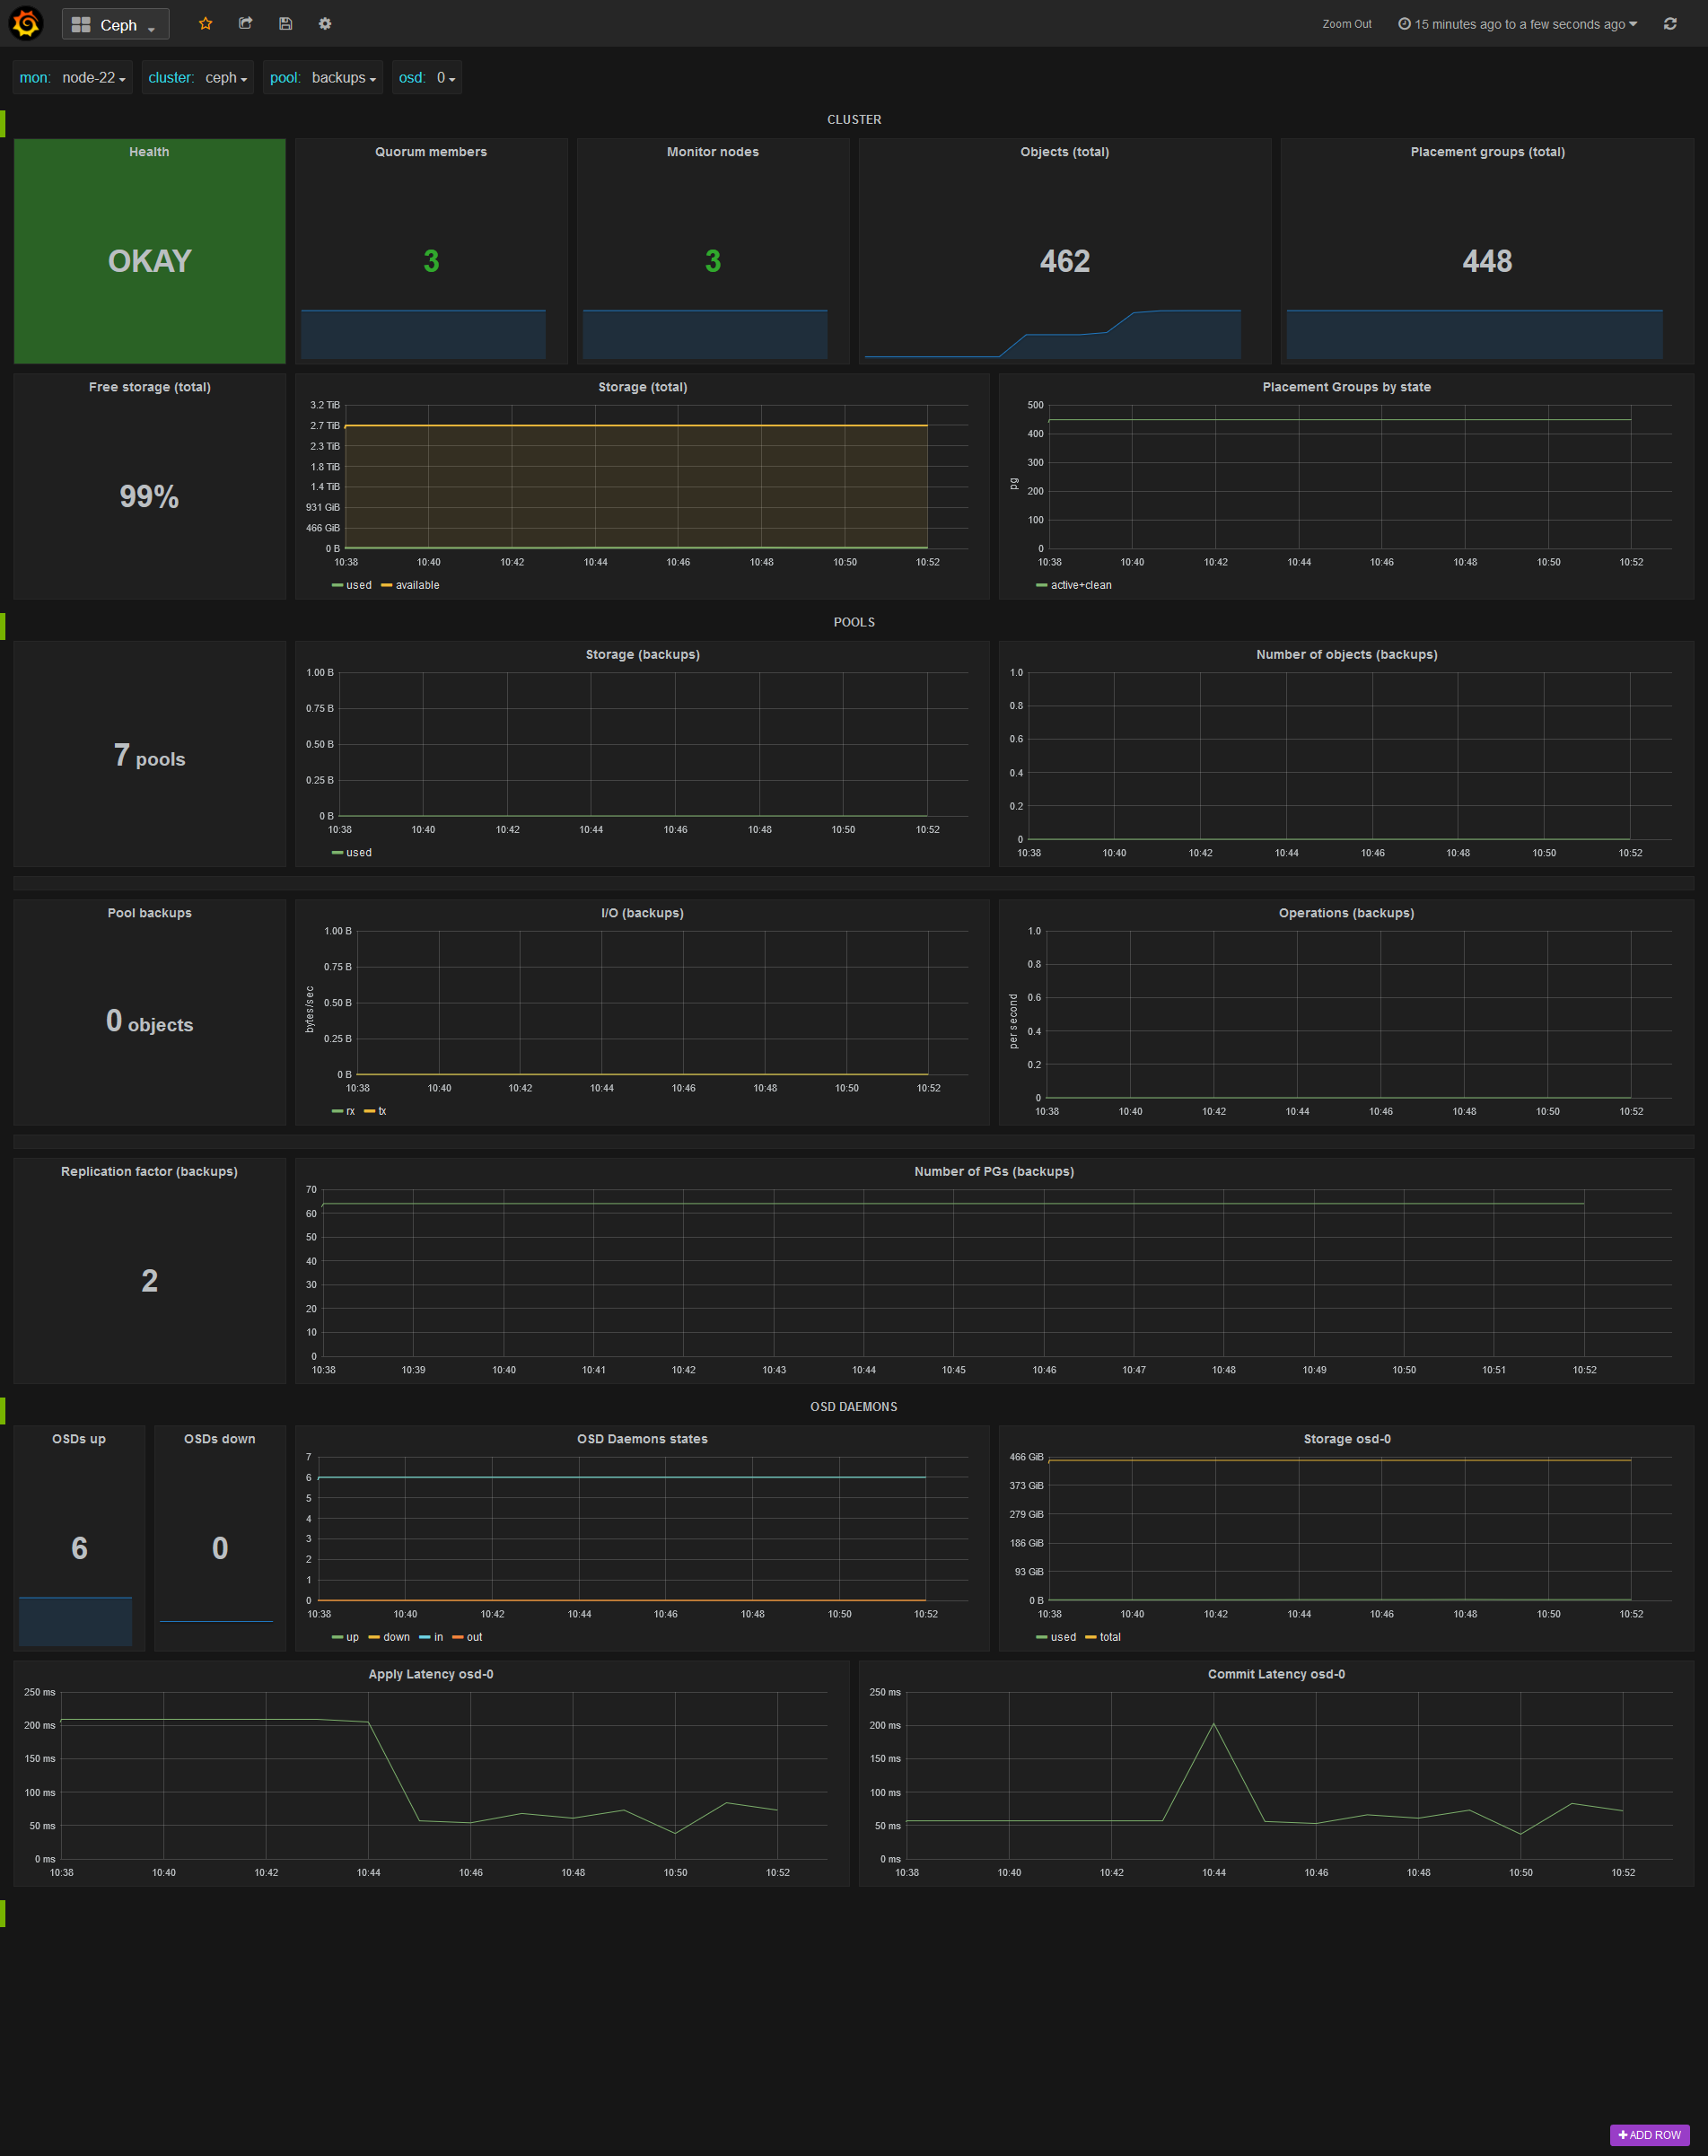 Ceph
Zoom Out 15 minutes ago to a few seconds ago
mon: node-22 cluster: ceph pool: backups osd: 0
CLUSTER
Health
OKAY
Quorum members
3
Monitor nodes
3
Objects (total)
462
Placement groups (total)
448
Free storage (total)
99%
Storage (total)
3.2 TiB
2.7 TiB
2.3 TiB
1.8 TiB
1.4 TiB
931 GiB
466 GiB
0 B
10:38 10:40 10:42 10:44 10:46 10:48 10:50 10:52
used available
Placement Groups by state
pg
500
400
300
200
100
0
10:38 10:40 10:42 10:44 10:46 10:48 10:50 10:52
active+clean
POOLS
7 pools
Storage (backups)
1.00 B
0.75 B
0.50 B
0.25 B
0 B
10:38 10:40 10:42 10:44 10:46 10:48 10:50 10:52
used
Number of objects (backups)
1.0
0.8
0.6
0.4
0.2
0
10:38 10:40 10:42 10:44 10:46 10:48 10:50 10:52
Pool backups
0 objects
I/O (backups)
bytes/sec
1.00 B
0.75 B
0.50 B
0.25 B
0 B
10:38 10:40 10:42 10:44 10:46 10:48 10:50 10:52
rx tx
Operations (backups)
per second
1.0
0.8
0.6
0.4
0.2
0
10:38 10:40 10:42 10:44 10:46 10:48 10:50 10:52
Replication factor (backups)
2
Number of PGs (backups)
70
60
50
40
30
20
10
0
10:38 10:39 10:40 10:41 10:42 10:43 10:44 10:45 10:46 10:47 10:48 10:49 10:50 10:51 10:52
OSD DAEMONS
OSDs up
6
OSDs down
0
OSD Daemons states
7
6
5
4
3
2
1
0
10:38 10:40 10:42 10:44 10:46 10:48 10:50 10:52
up down in out
Storage osd-0
466 GiB
373 GiB
279 GiB
186 GiB
93 GiB
0 B
10:38 10:40 10:42 10:44 10:46 10:48 10:50 10:52
used total
Apply Latency osd-0
250 ms
200 ms
150 ms
100 ms
50 ms
0 ms
10:38 10:40 10:42 10:44 10:46 10:48 10:50 10:52
Commit Latency osd-0
250 ms
200 ms
150 ms
100 ms
50 ms
0 ms
10:38 10:40 10:42 10:44 10:46 10:48 10:50 10:52
+ ADD ROW